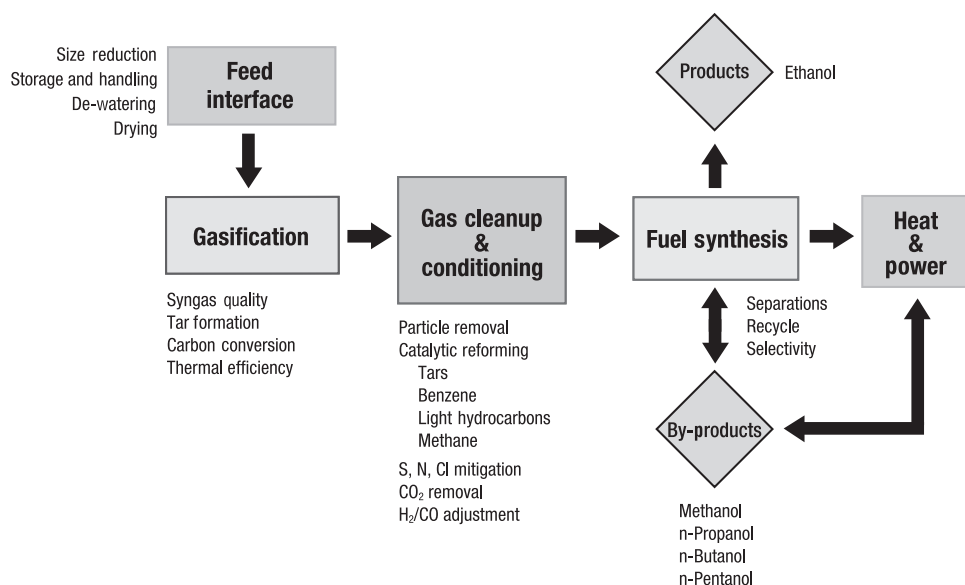 Size reduction
Storage and handling
De-watering
Drying
Feed
interface
Products
Ethanol
Gasification
Gas cleanup
&
conditioning
Fuel synthesis
Heat
&
power
Syngas quality
Tar formation
Carbon conversion
Thermal efficiency
Particle removal
Catalytic reforming
Tars
Benzene
Light hydrocarbons
Methane
S, N, Cl mitigation
CO₂ removal
H₂/CO adjustment
Separations
Recycle
Selectivity
By-products
Methanol
n-Propanol
n-Butanol
n-Pentanol